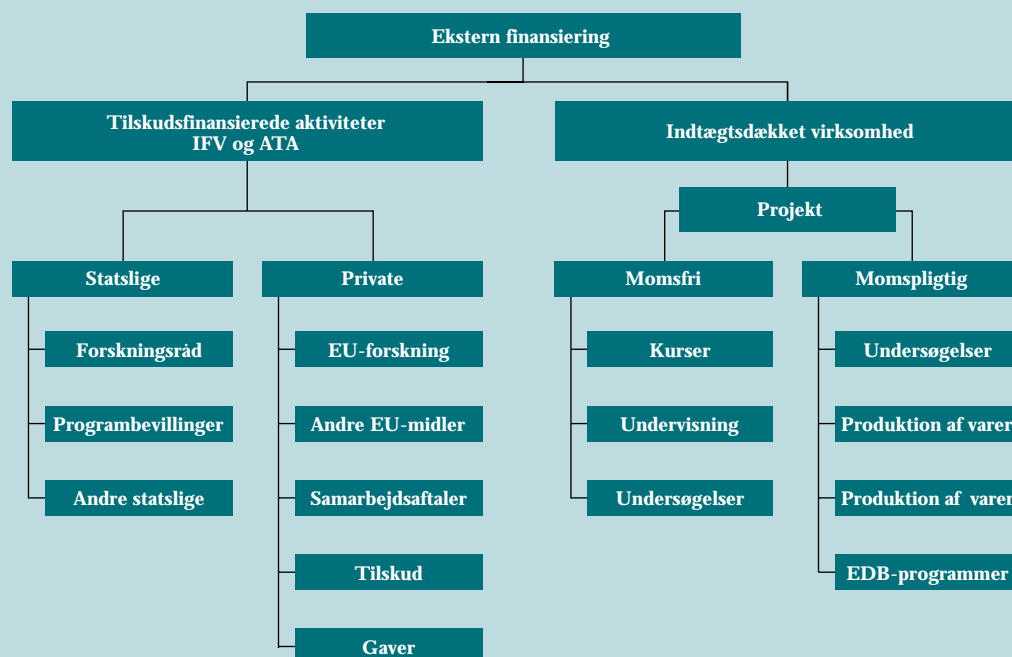 Ekstern finansiering
Tilskudsfinansierede aktiviteter
IFV og ATA
Indtægtsdækket virksomhed
Projekt
Statslige
Private
Momsfri
Momspligtig
Forskningsråd
EU-forskning
Kurser
Undersøgelser
Programbevillinger
Andre EU-midler
Undervisning
Produktion af varer
Andre statslige
Samarbejdsaftaler
Undersøgelser
Produktion af varer
Tilskud
EDB-programmer
Gaver